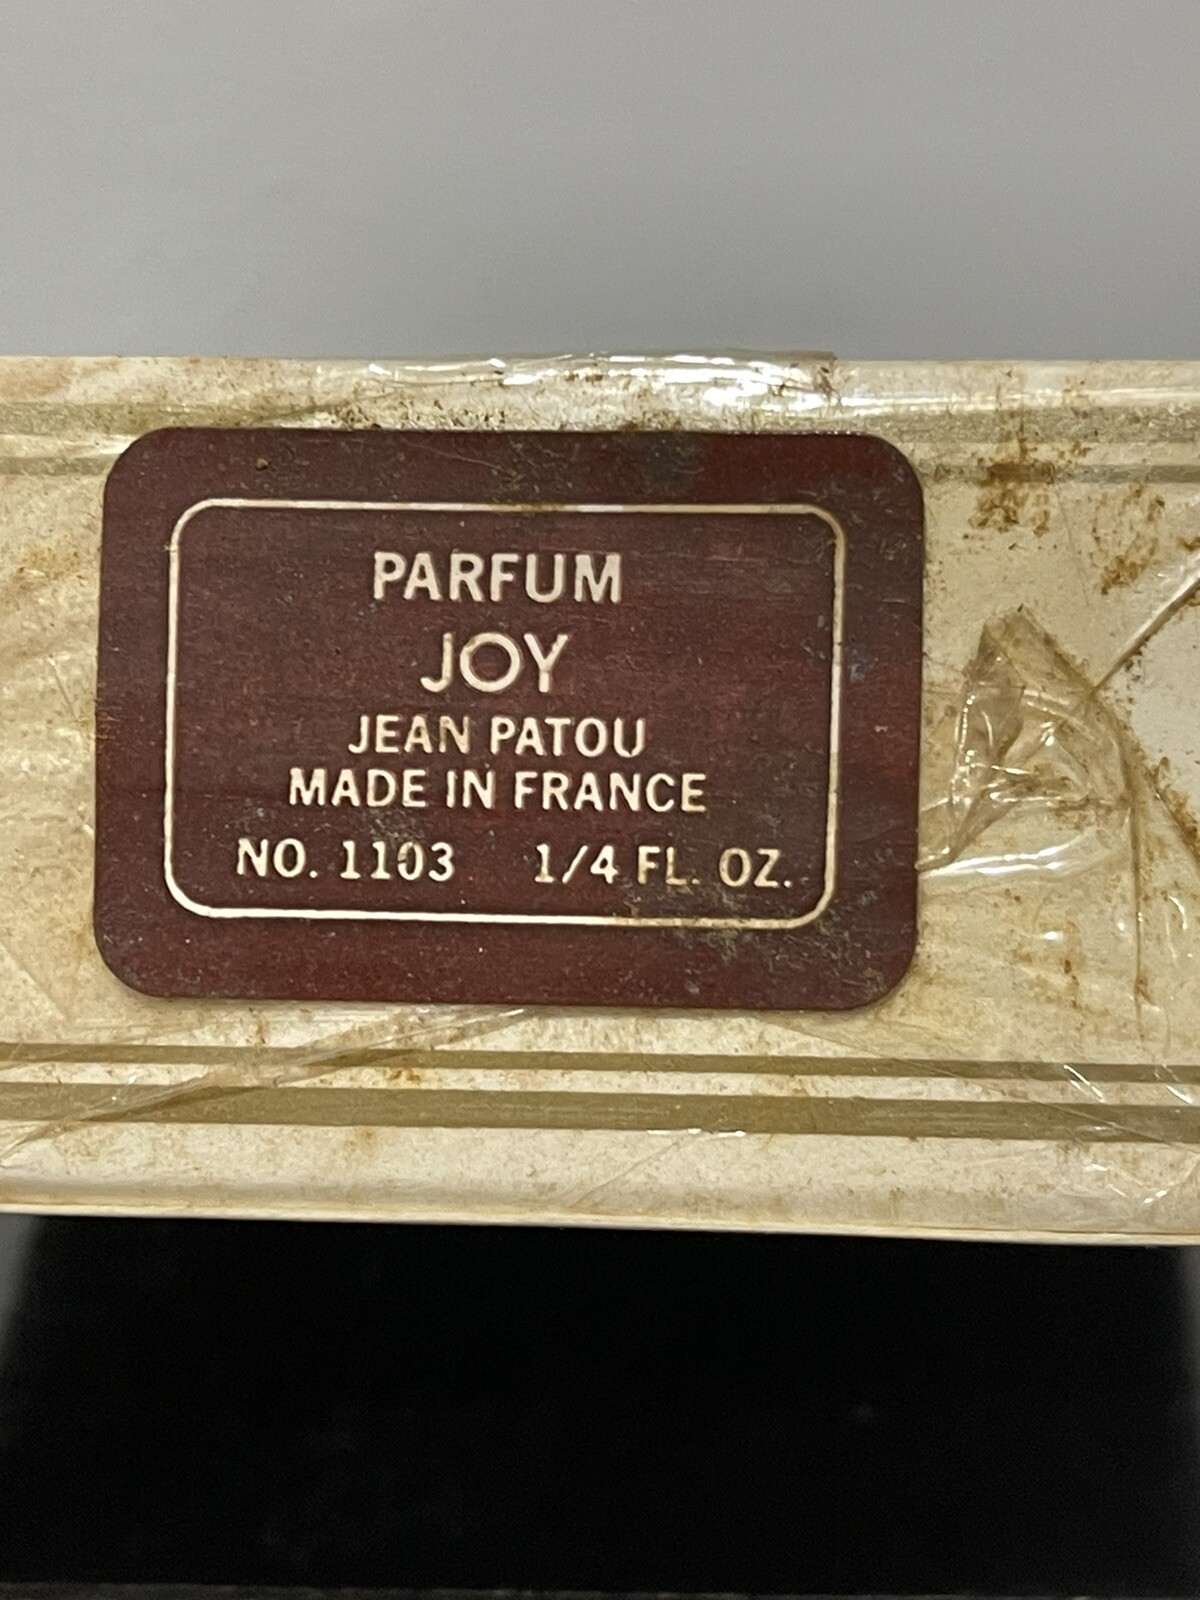 PARFUM
JOY
JEAN PATOU
MADE IN FRANCE
NO. 1103 1/4 FL. OZ.